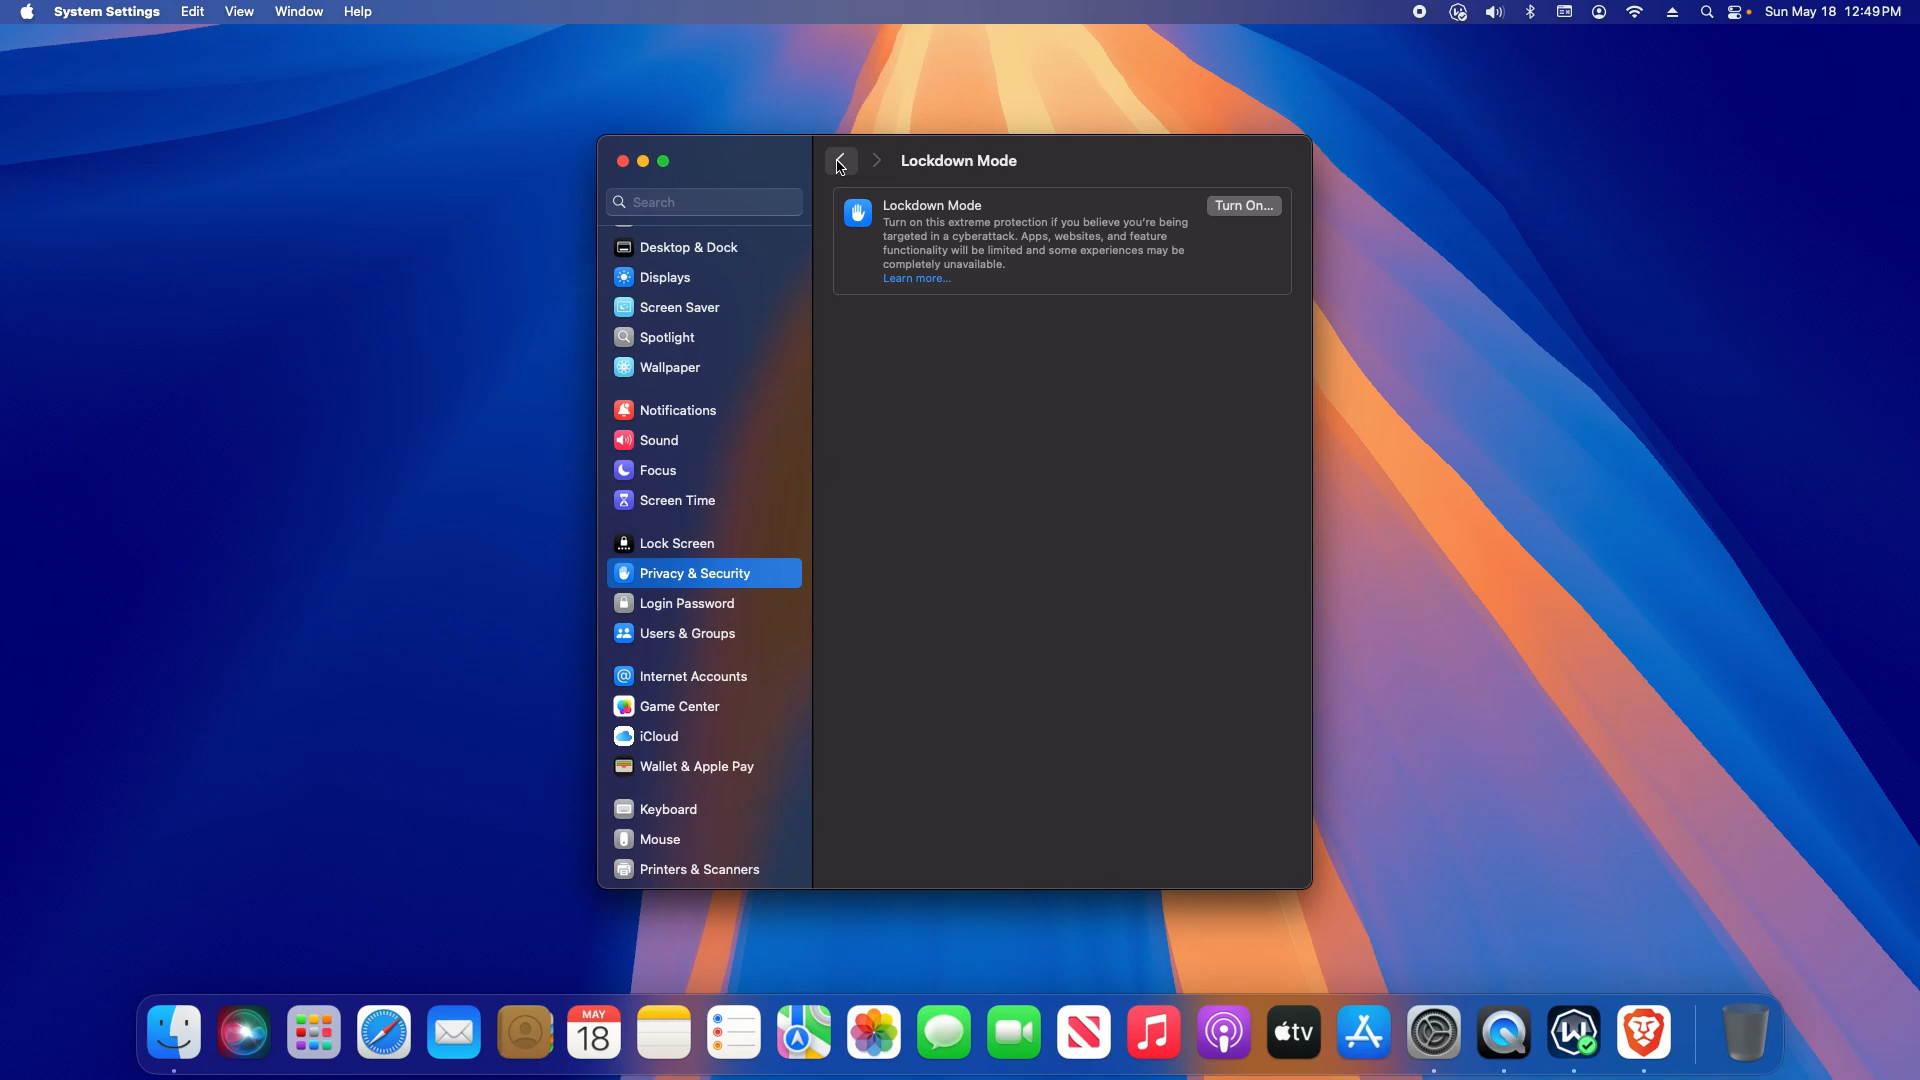 System Settings Edit View Window Help
Sun May 18 12:49 PM
Lockdown Mode
Search
Lockdown Mode
Turn On...
Turn on this extreme protection if you believe you're being
targeted in a cyberattack. Apps, websites, and feature
functionality will be limited and some experiences may be
completely unavailable.
Learn more...
Desktop & Dock
Displays
Screen Saver
Spotlight
Wallpaper
Notifications
Sound
Focus
Screen Time
Lock Screen
Privacy & Security
Login Password
Users & Groups
Internet Accounts
Game Center
iCloud
Wallet & Apple Pay
Keyboard
Mouse
Printers & Scanners
MAY
18
tv